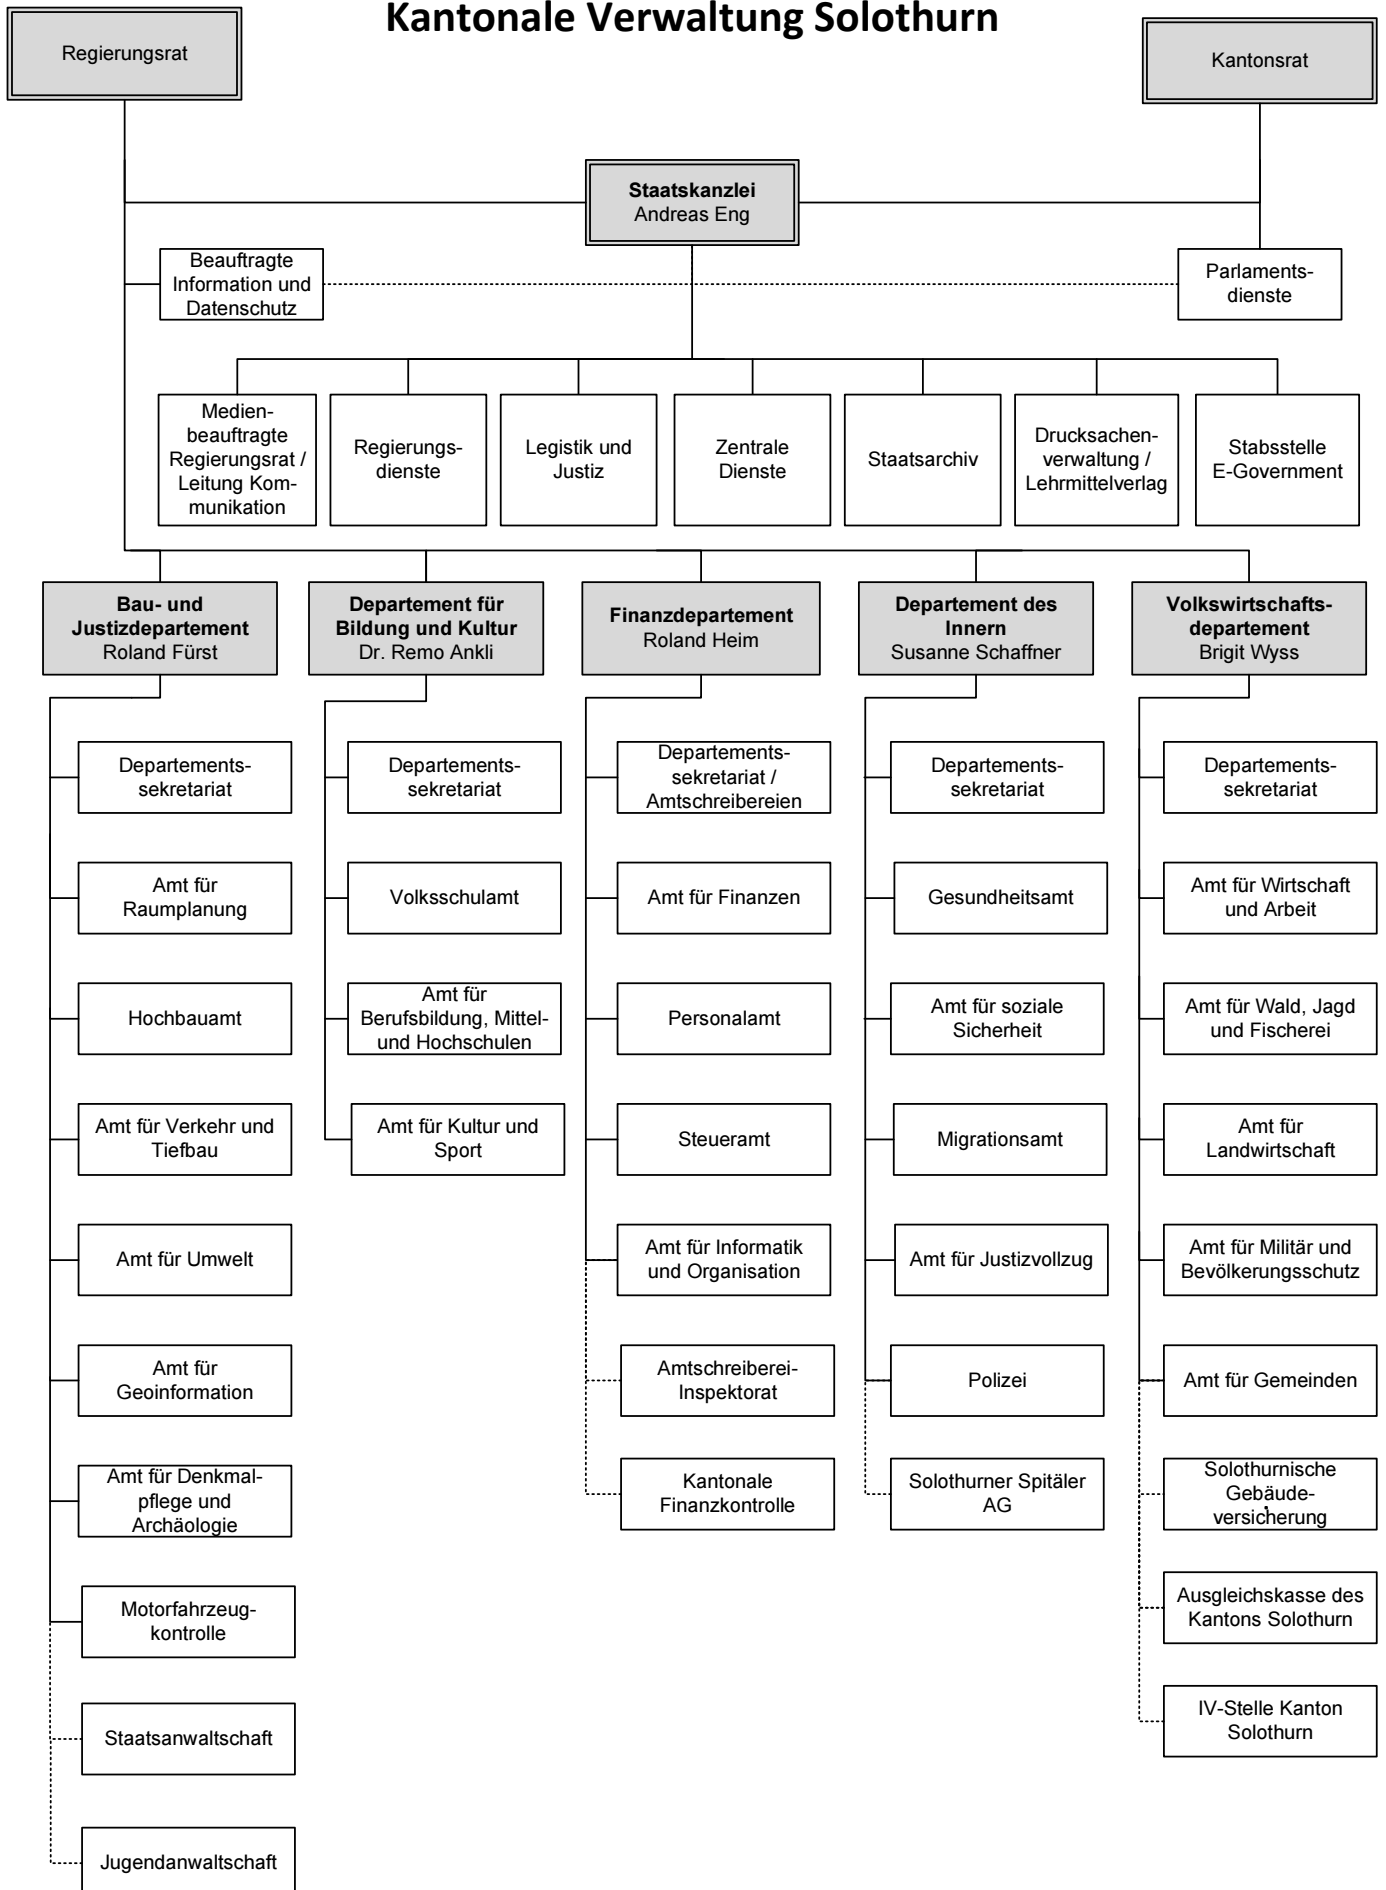 Kantonale Verwaltung Solothurn
Regierungsrat
Kantonsrat
Staatskanzlei
Andreas Eng
Beauftragte
Information und
Datenschutz
Parlaments-
dienste
Medien-
beauftragte
Regierungsrat /
Leitung Kom-
munikation
Regierungs-
dienste
Legistik und
Justiz
Zentrale
Dienste
Staatsarchiv
Drucksachen-
verwaltung /
Lehrmittelverlag
Stabsstelle
E-Government
Bau- und
Justizdepartement
Roland Fürst
Departement für
Bildung und Kultur
Dr. Remo Ankli
Finanzdepartement
Roland Heim
Departement des
Innern
Susanne Schaffner
Volkswirtschafts-
departement
Brigit Wyss
Departements-
sekretariat
Amt für
Raumplanung
Hochbauamt
Amt für Verkehr und
Tiefbau
Amt für Umwelt
Amt für
Geoinformation
Amt für Denkmal-
pflege und
Archäologie
Motorfahrzeug-
kontrolle
Staatsanwaltschaft
Jugendanwaltschaft
Departements-
sekretariat
Volksschulamt
Amt für
Berufsbildung, Mittel-
und Hochschulen
Amt für Kultur und
Sport
Departements-
sekretariat /
Amtschreibereien
Amt für Finanzen
Personalamt
Steueramt
Amt für Informatik
und Organisation
Amtschreiberei-
Inspektorat
Kantonale
Finanzkontrolle
Departements-
sekretariat
Gesundheitsamt
Amt für soziale
Sicherheit
Migrationsamt
Amt für Justizvollzug
Polizei
Solothurner Spitäler
AG
Departements-
sekretariat
Amt für Wirtschaft
und Arbeit
Amt für Wald, Jagd
und Fischerei
Amt für
Landwirtschaft
Amt für Militär und
Bevölkerungsschutz
Amt für Gemeinden
Solothurnische
Gebäude-
versicherung
Ausgleichskasse des
Kantons Solothurn
IV-Stelle Kanton
Solothurn